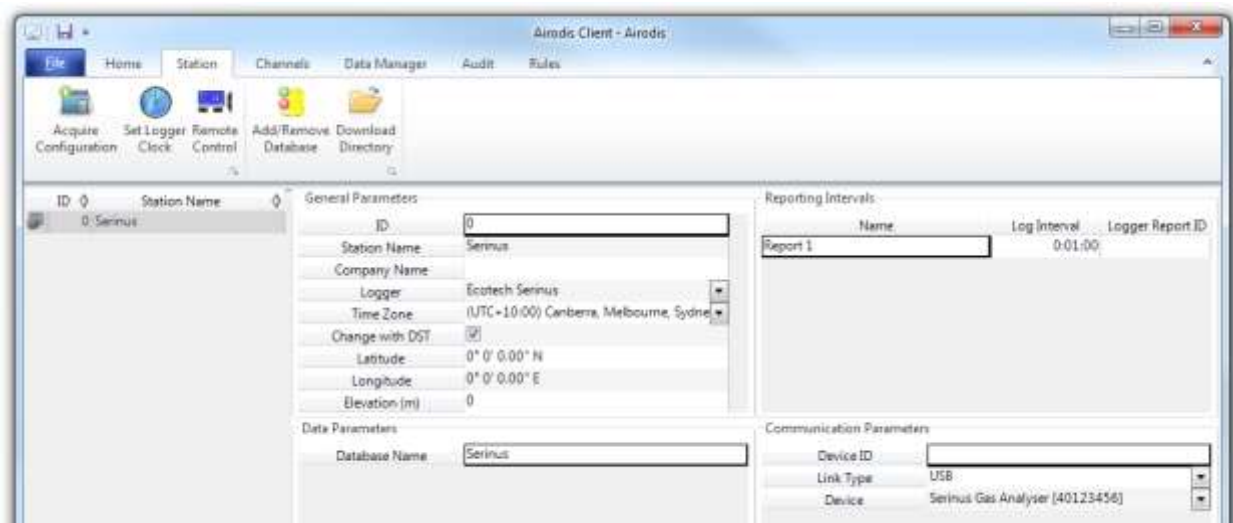 Airodis Client - Airodis
File Home Station Channels Data Manager Audit Rules
Acquire Configuration
Set Logger Clock
Remote Control
Add/Remove Database
Download Directory
ID Station Name
0 Serinus
General Parameters
ID 0
Station Name Serinus
Company Name
Logger Ecotech Serinus
Time Zone (UTC+10:00) Canberra, Melbourne, Sydne
Change with DST
Latitude 0° 0' 0.00" N
Longitude 0° 0' 0.00" E
Elevation (m) 0
Reporting Intervals
Name Log Interval Logger Report ID
Report 1 0:01:00
Data Parameters
Database Name Serinus
Communication Parameters
Device ID
Link Type USB
Device Serinus Gas Analyser [40123456]